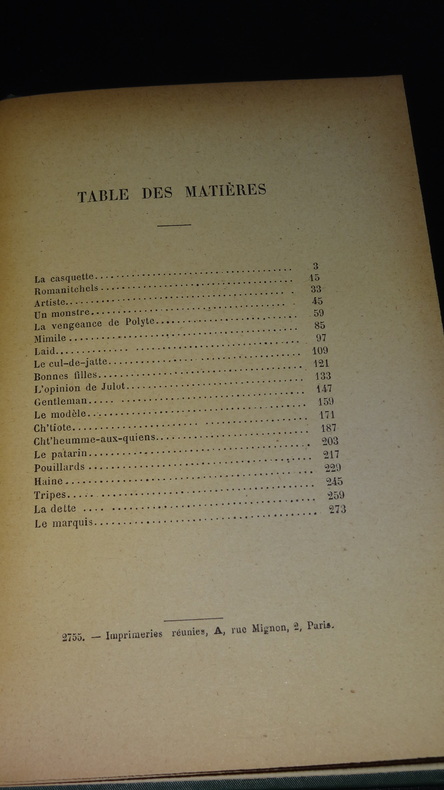 TABLE DES MATIÈRES
La casquette 3
Romanitchels 15
Artiste 33
Un monstre 45
La vengeance de Polyte 59
Mimile 85
Laid 97
Le cul-de-jatte 109
Bonnes filles 121
L'opinion de Julot 133
Gentleman 147
Le modèle 159
Ch'tiote 171
Cht'heumme-aux-quiens 187
Le patarin 203
Pouillards 217
Haine 229
Tripes 245
La dette 259
Le marquis 273
2755. — Imprimeries réunies, A, rue Mignon, 2, Paris.